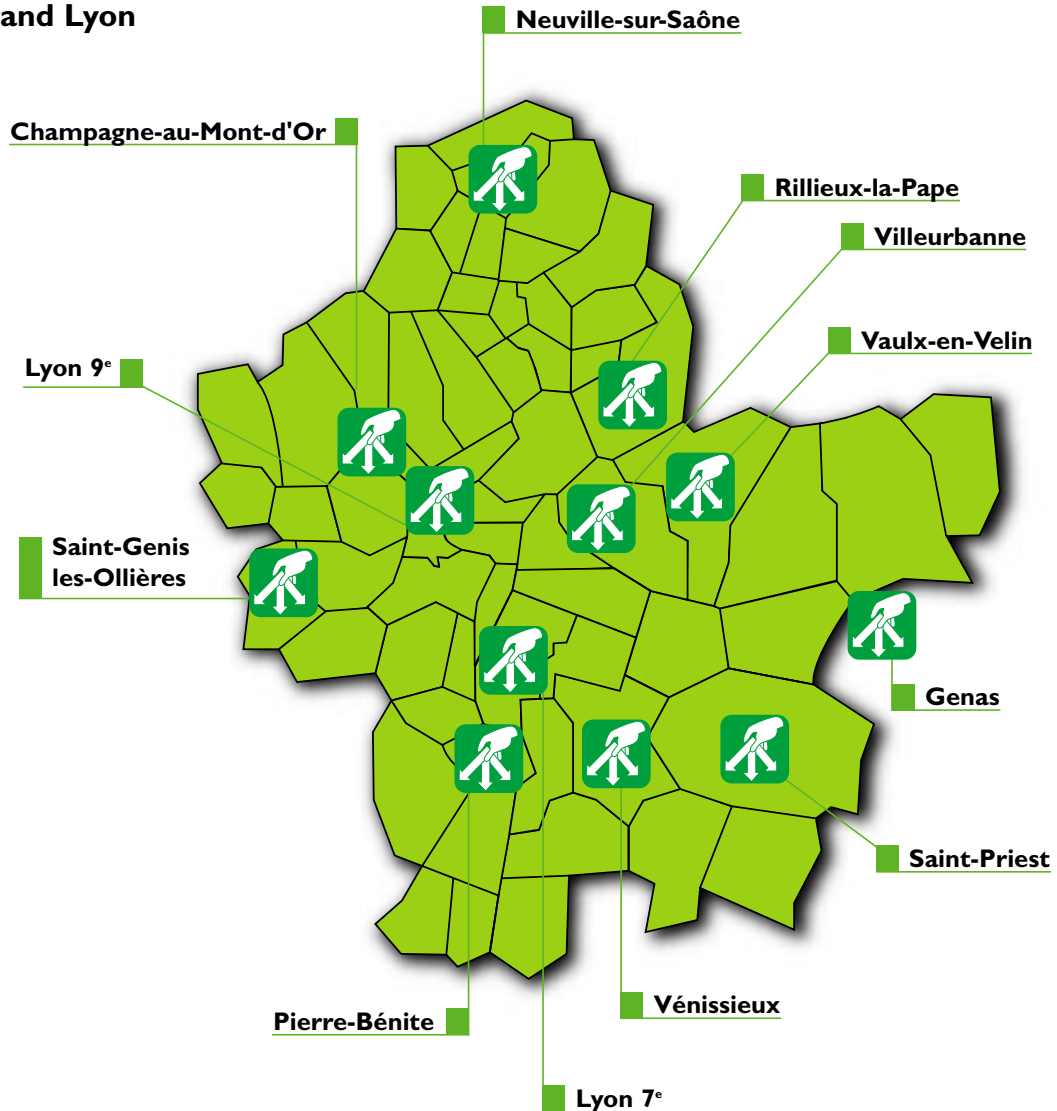 rand Lyon
Neuville-sur-Saône
Champagne-au-Mont-d'Or
Rillieux-la-Pape
Villeurbanne
Vaulx-en-Velin
Lyon 9e
Saint-Genis
les-Ollières
Genas
Saint-Priest
Vénissieux
Pierre-Bénite
Lyon 7e